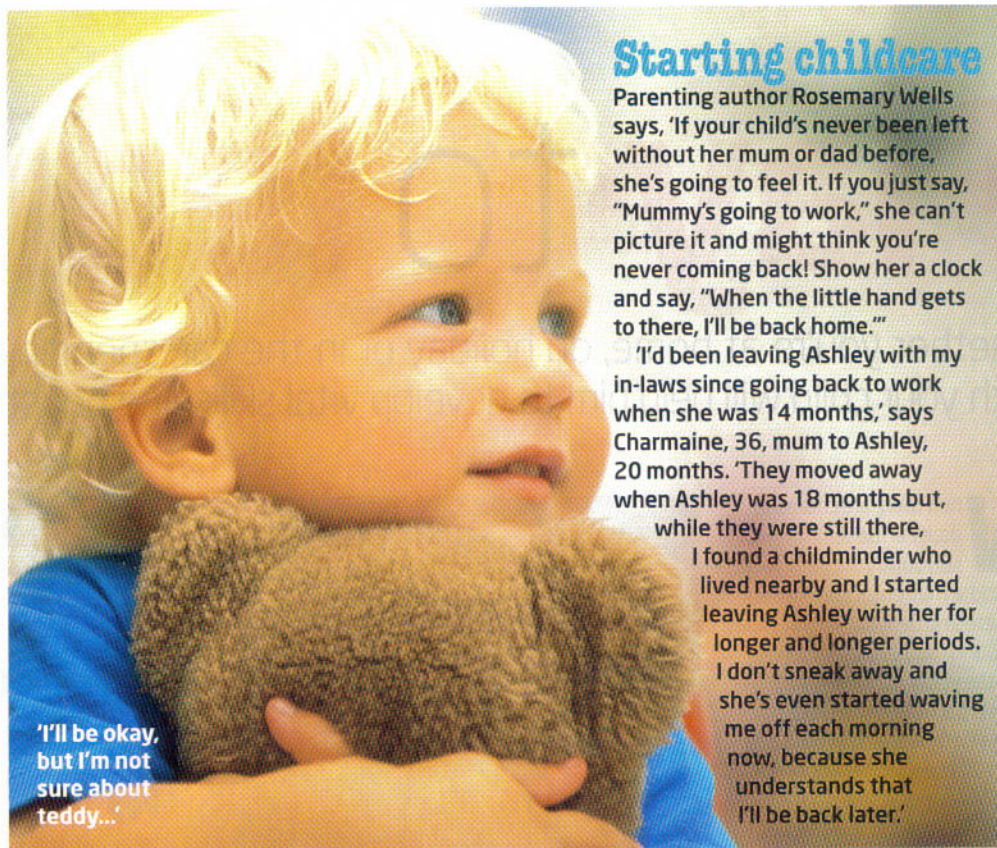 Starting childcare
Parenting author Rosemary Wells
says, ‘If your child’s never been left
without her mum or dad before,
she’s going to feel it. If you just say,
“Mummy’s going to work,” she can’t
picture it and might think you’re
never coming back! Show her a clock
and say, “When the little hand gets
to there, I’ll be back home.”’
‘I’d been leaving Ashley with my
in-laws since going back to work
when she was 14 months,’ says
Charmaine, 36, mum to Ashley,
20 months. ‘They moved away
when Ashley was 18 months but,
while they were still there,
I found a childminder who
lived nearby and I started
leaving Ashley with her for
longer and longer periods.
I don’t sneak away and
she’s even started waving
me off each morning
now, because she
understands that
I’ll be back later.’
‘I’ll be okay,
but I’m not
sure about
teddy...’